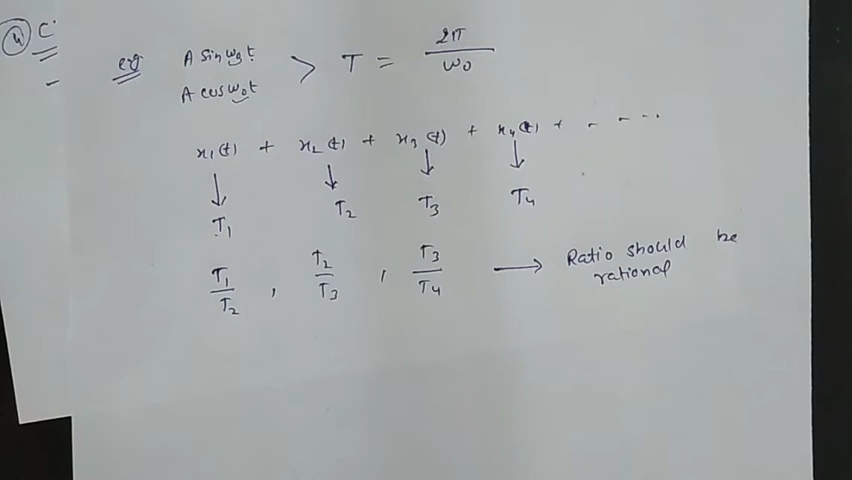 (4) C.
eg. A sin ω₀t > T = 2π/ω₀
A cos ω₀t
x₁(t) + x₂(t) + x₃(t) + x₄(t) + - - ....
↓ ↓ ↓ ↓
T₁ T₂ T₃ T₄
T₁/T₂ , T₂/T₃ , T₃/T₄ → Ratio should be
rational